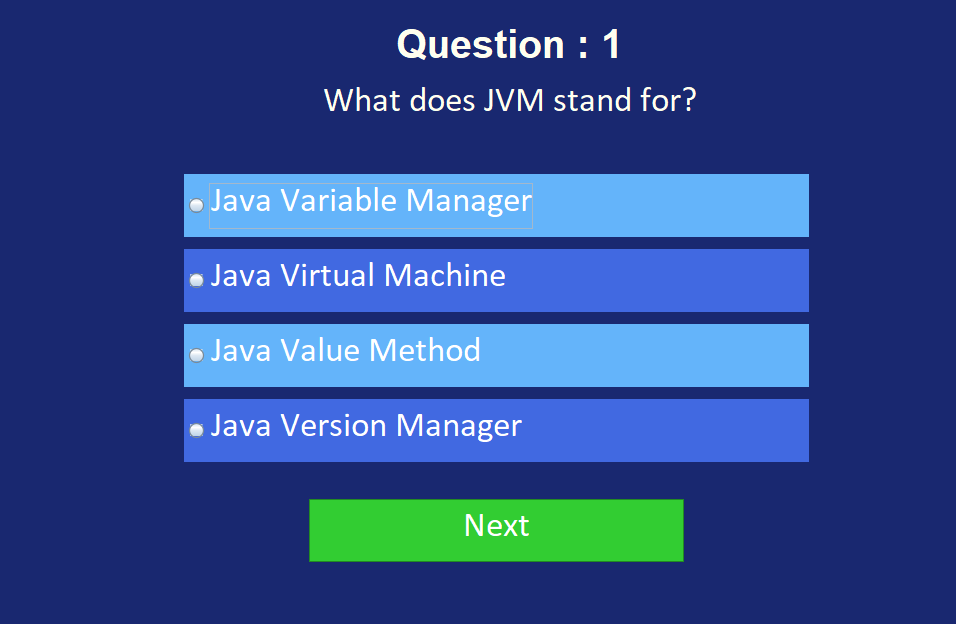 Question : 1
What does JVM stand for?
Java Variable Manager
Java Virtual Machine
Java Value Method
Java Version Manager
Next